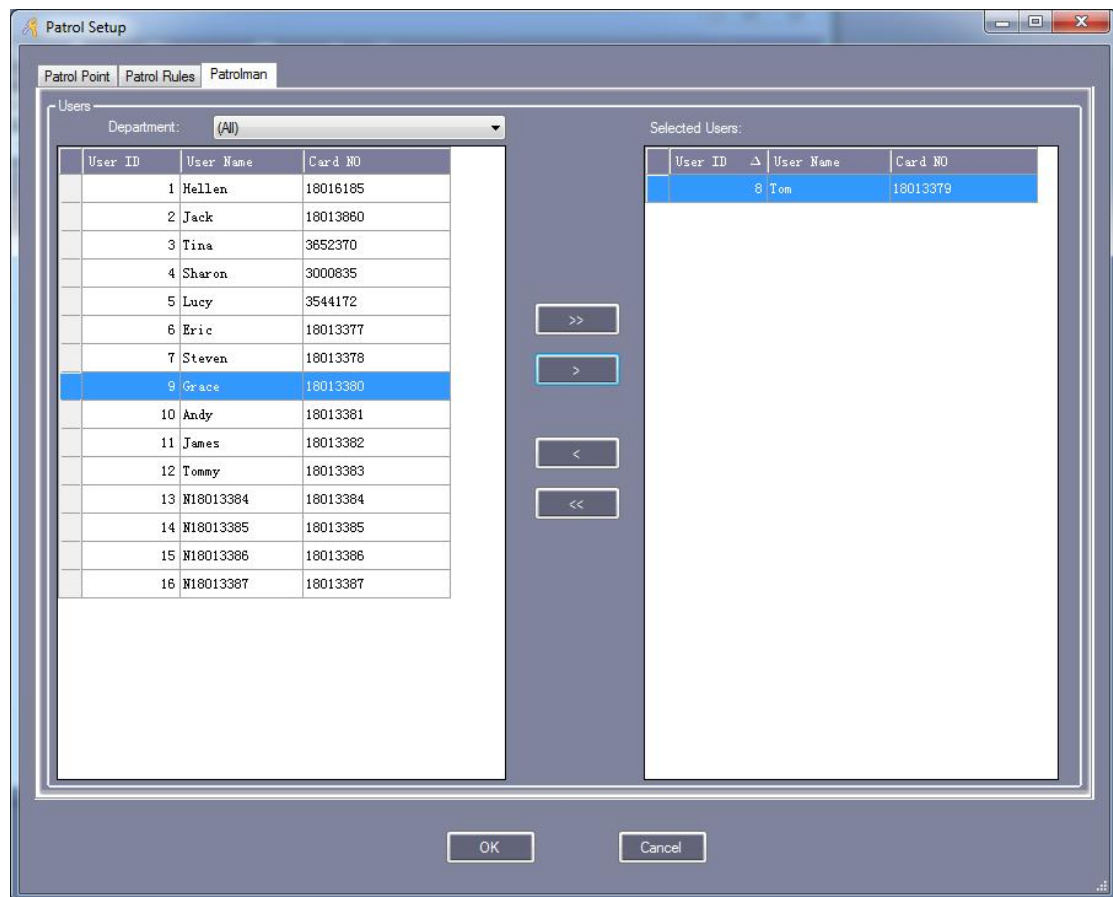 Patrol Setup
Patrol Point Patrol Rules Patrolman
Users
Department: (All) Selected Users:
User ID User Name Card NO User ID Δ User Name Card NO
1 Hellen 18016185 8 Tom 18013379
2 Jack 18013860
3 Tina 3652370
4 Sharon 3000835
5 Lucy 3544172
6 Eric 18013377
7 Steven 18013378
9 Grace 18013380
10 Andy 18013381
11 James 18013382
12 Tommy 18013383
13 N18013384 18013384
14 N18013385 18013385
15 N18013386 18013386
16 N18013387 18013387
>>
>
<
<<
OK Cancel